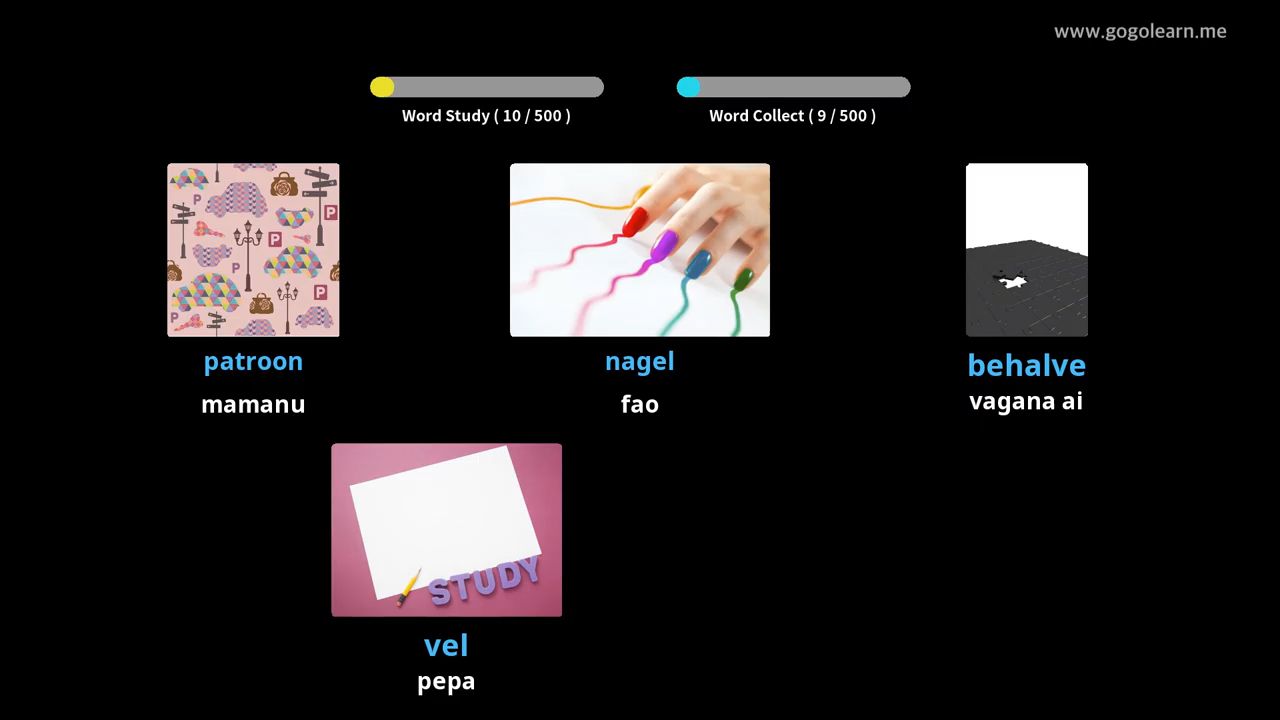 www.gogolearn.me
Word Study ( 10 / 500 )
Word Collect ( 9 / 500 )
P
P
P
P
P
P
patroon
mamanu
nagel
fao
behalve
vagana ai
STUDY
vel
pepa